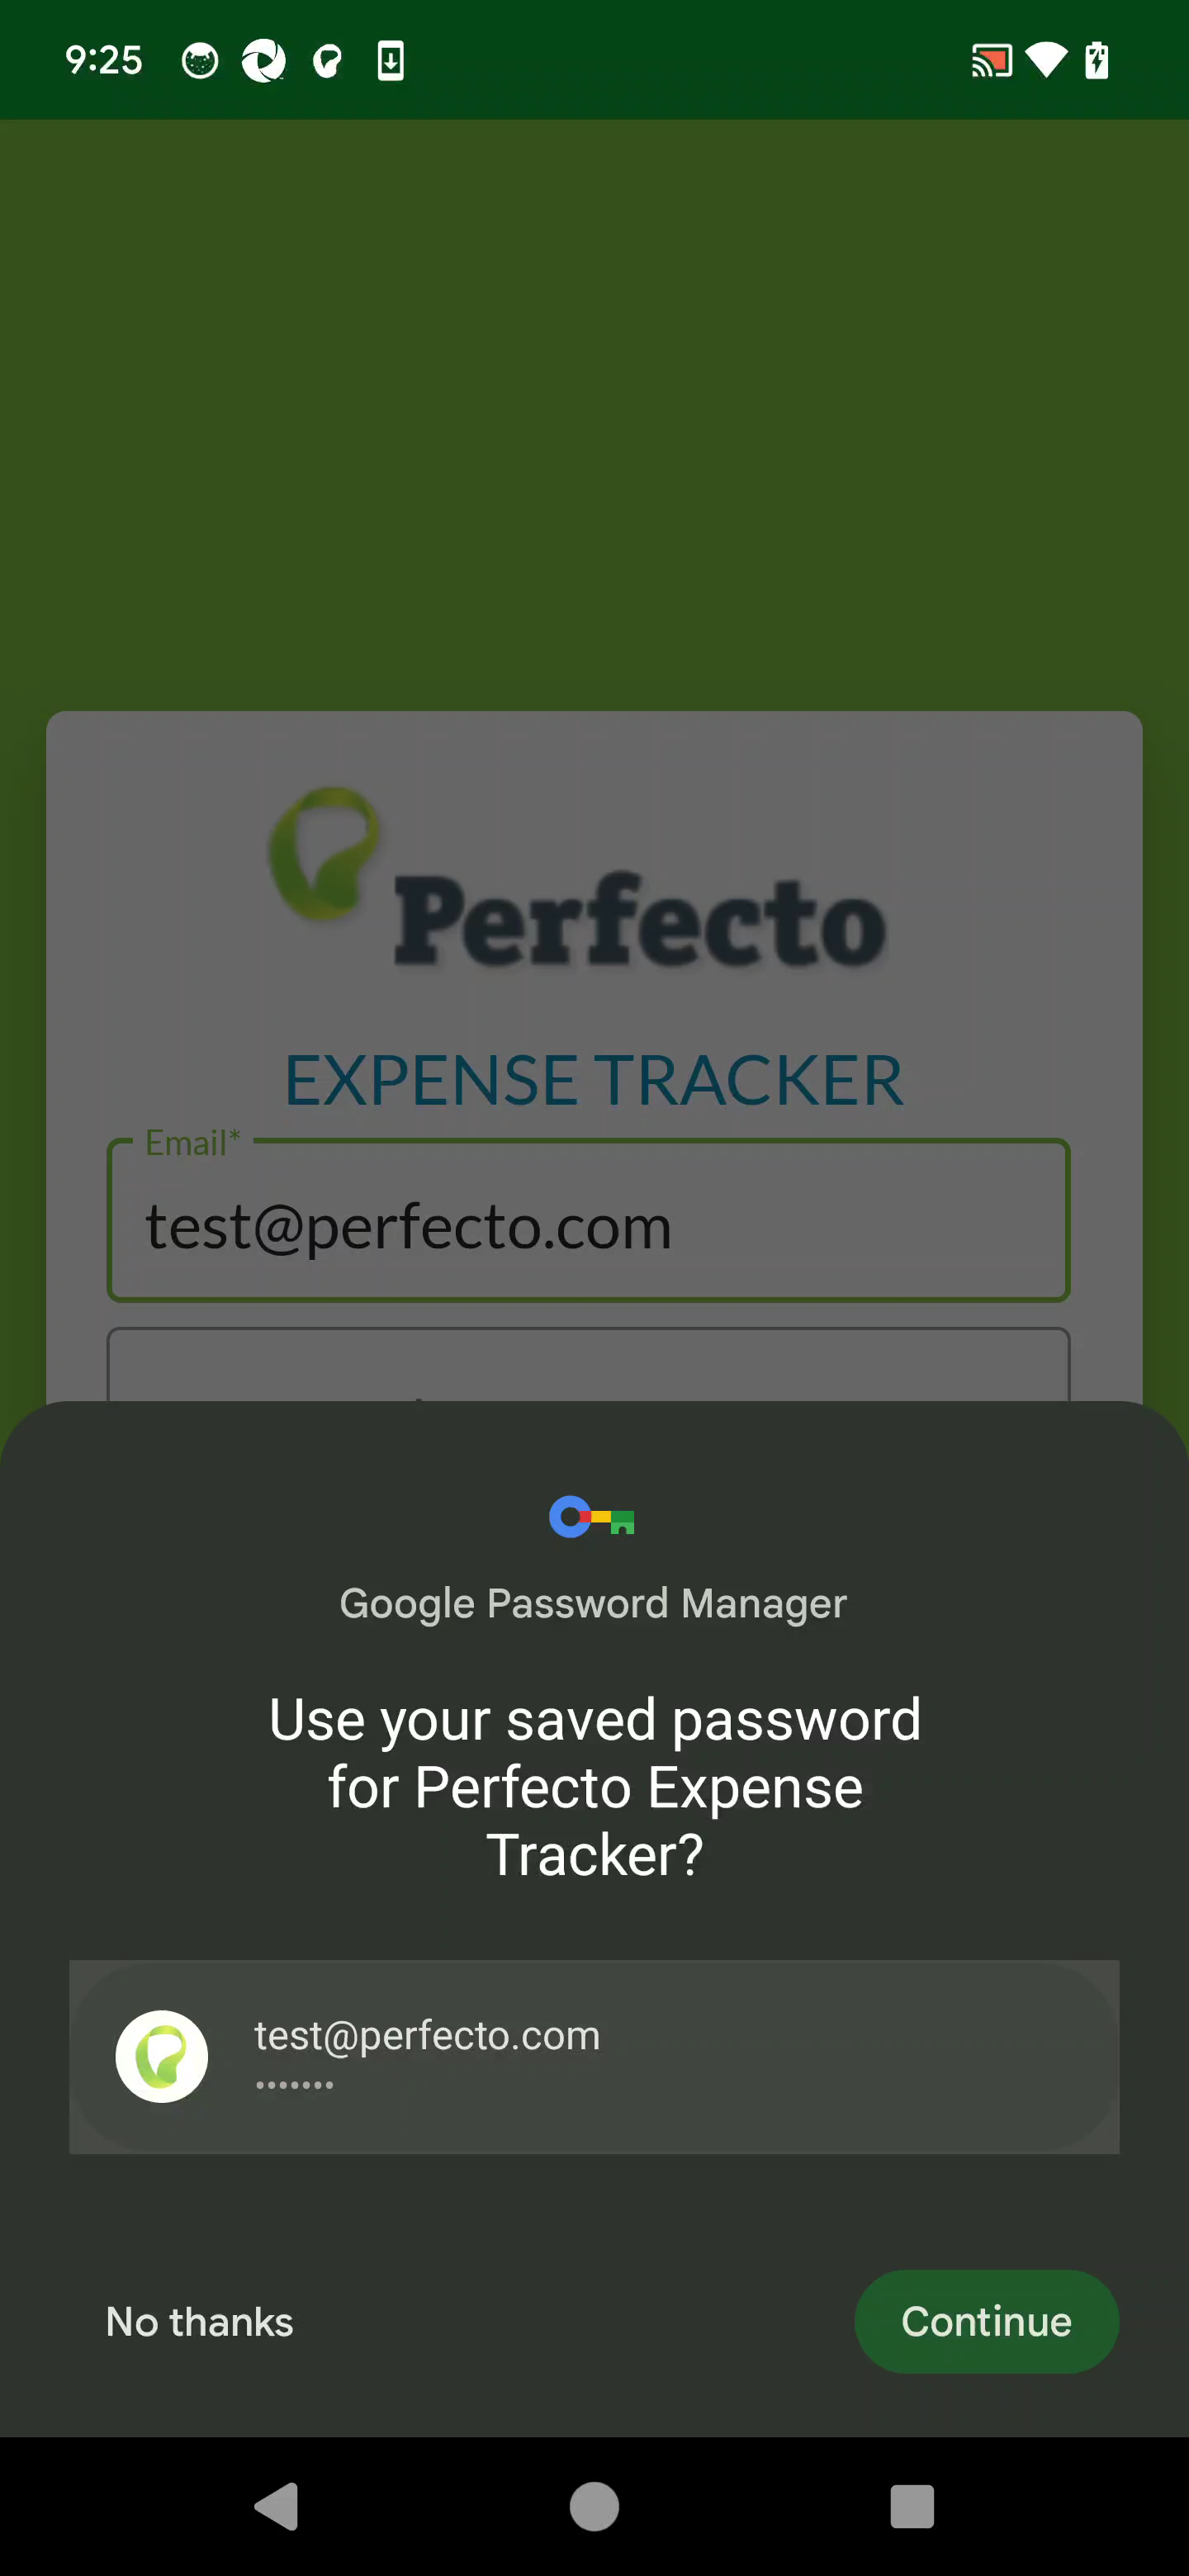 9:25
Perfecto
EXPENSE TRACKER
Email*
test@perfecto.com
Google Password Manager
Use your saved password
for Perfecto Expense
Tracker?
test@perfecto.com
•••••••
No thanks
Continue